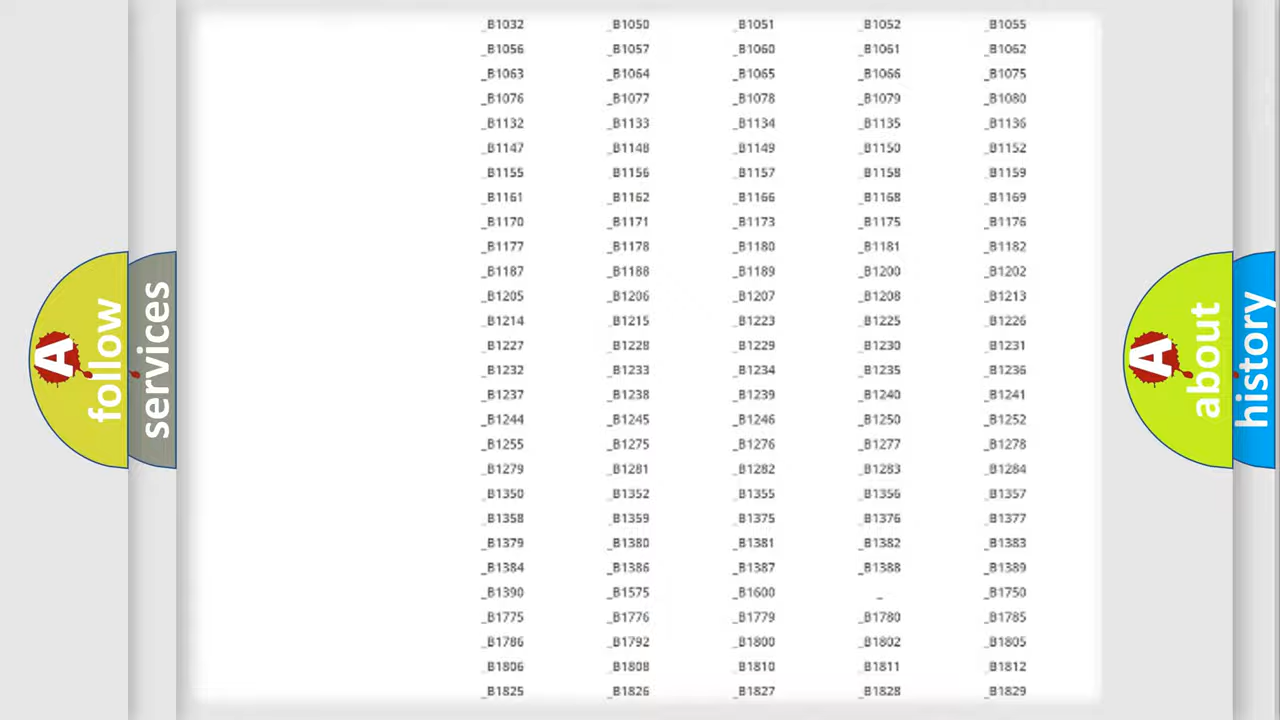 _B1032 _B1050 _B1051 _B1052 _B1055
_B1056 _B1057 _B1060 _B1061 _B1062
_B1063 _B1064 _B1065 _B1066 _B1075
_B1076 _B1077 _B1078 _B1079 _B1080
_B1132 _B1133 _B1134 _B1135 _B1136
_B1147 _B1148 _B1149 _B1150 _B1152
_B1155 _B1156 _B1157 _B1158 _B1159
_B1161 _B1162 _B1166 _B1168 _B1169
_B1170 _B1171 _B1173 _B1175 _B1176
_B1177 _B1178 _B1180 _B1181 _B1182
_B1187 _B1188 _B1189 _B1200 _B1202
_B1205 _B1206 _B1207 _B1208 _B1213
_B1214 _B1215 _B1223 _B1225 _B1226
_B1227 _B1228 _B1229 _B1230 _B1231
_B1232 _B1233 _B1234 _B1235 _B1236
_B1237 _B1238 _B1239 _B1240 _B1241
_B1244 _B1245 _B1246 _B1250 _B1252
_B1255 _B1275 _B1276 _B1277 _B1278
_B1279 _B1281 _B1282 _B1283 _B1284
_B1350 _B1352 _B1355 _B1356 _B1357
_B1358 _B1359 _B1375 _B1376 _B1377
_B1379 _B1380 _B1381 _B1382 _B1383
_B1384 _B1386 _B1387 _B1388 _B1389
_B1390 _B1575 _B1600 _ _B1750
_B1775 _B1776 _B1779 _B1780 _B1785
_B1786 _B1792 _B1800 _B1802 _B1805
_B1806 _B1808 _B1810 _B1811 _B1812
_B1825 _B1826 _B1827 _B1828 _B1829
A
follow
services
A
about
history